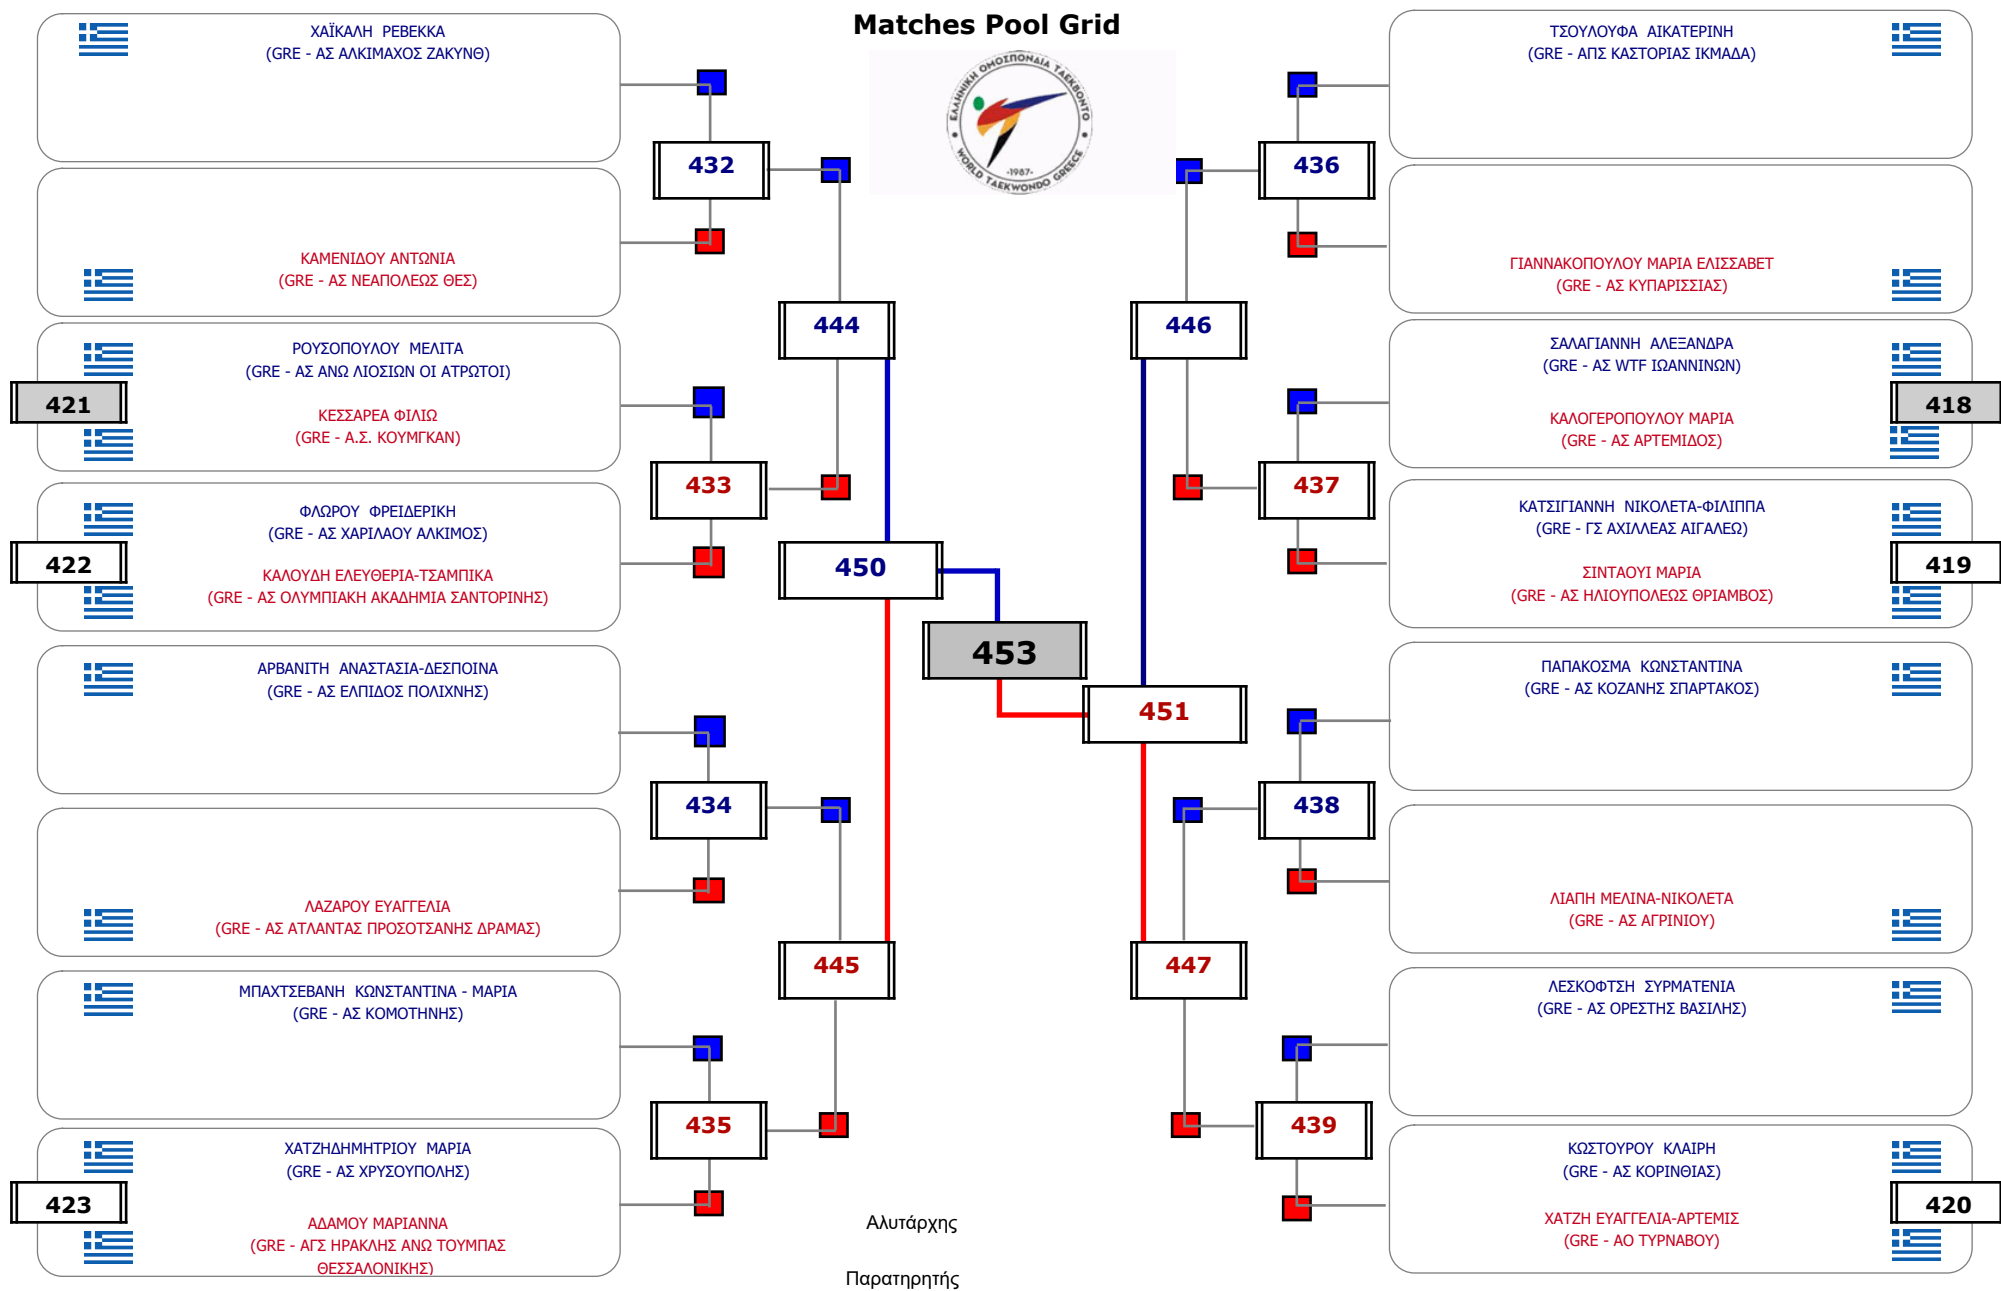 Matches Pool Grid
ΕΛΛΗΝΙΚΗ ΟΜΟΣΠΟΝΔΙΑ ΤΑΕΚΒΟΝΤΟ
-1987-
WORLD TAEKWONDO GREECE
ΧΑΪΚΑΛΗ ΡΕΒΕΚΚΑ
(GRE - ΑΣ ΑΛΚΙΜΑΧΟΣ ΖΑΚΥΝΘ)
432
ΚΑΜΕΝΙΔΟΥ ΑΝΤΩΝΙΑ
(GRE - ΑΣ ΝΕΑΠΟΛΕΩΣ ΘΕΣ)
444
ΡΟΥΣΟΠΟΥΛΟΥ ΜΕΛΙΤΑ
(GRE - ΑΣ ΑΝΩ ΛΙΟΣΙΩΝ ΟΙ ΑΤΡΩΤΟΙ)
421
ΚΕΣΣΑΡΕΑ ΦΙΛΙΩ
(GRE - Α.Σ. ΚΟΥΜΓΚΑΝ)
433
ΦΛΩΡΟΥ ΦΡΕΙΔΕΡΙΚΗ
(GRE - ΑΣ ΧΑΡΙΛΑΟΥ ΑΛΚΙΜΟΣ)
422
ΚΑΛΟΥΔΗ ΕΛΕΥΘΕΡΙΑ-ΤΣΑΜΠΙΚΑ
(GRE - ΑΣ ΟΛΥΜΠΙΑΚΗ ΑΚΑΔΗΜΙΑ ΣΑΝΤΟΡΙΝΗΣ)
450
453
ΑΡΒΑΝΙΤΗ ΑΝΑΣΤΑΣΙΑ-ΔΕΣΠΟΙΝΑ
(GRE - ΑΣ ΕΛΠΙΔΟΣ ΠΟΛΙΧΝΗΣ)
434
ΛΑΖΑΡΟΥ ΕΥΑΓΓΕΛΙΑ
(GRE - ΑΣ ΑΤΛΑΝΤΑΣ ΠΡΟΣΟΤΣΑΝΗΣ ΔΡΑΜΑΣ)
445
ΜΠΑΧΤΣΕΒΑΝΗ ΚΩΝΣΤΑΝΤΙΝΑ - ΜΑΡΙΑ
(GRE - ΑΣ ΚΟΜΟΤΗΝΗΣ)
435
ΧΑΤΖΗΔΗΜΗΤΡΙΟΥ ΜΑΡΙΑ
(GRE - ΑΣ ΧΡΥΣΟΥΠΟΛΗΣ)
423
ΑΔΑΜΟΥ ΜΑΡΙΑΝΝΑ
(GRE - ΑΓΣ ΗΡΑΚΛΗΣ ΑΝΩ ΤΟΥΜΠΑΣ
ΘΕΣΣΑΛΟΝΙΚΗΣ)
ΤΣΟΥΛΟΥΦΑ ΑΙΚΑΤΕΡΙΝΗ
(GRE - ΑΠΣ ΚΑΣΤΟΡΙΑΣ ΙΚΜΑΔΑ)
436
ΓΙΑΝΝΑΚΟΠΟΥΛΟΥ ΜΑΡΙΑ ΕΛΙΣΣΑΒΕΤ
(GRE - ΑΣ ΚΥΠΑΡΙΣΣΙΑΣ)
446
ΣΑΛΑΓΙΑΝΝΗ ΑΛΕΞΑΝΔΡΑ
(GRE - ΑΣ WTF ΙΩΑΝΝΙΝΩΝ)
418
ΚΑΛΟΓΕΡΟΠΟΥΛΟΥ ΜΑΡΙΑ
(GRE - ΑΣ ΑΡΤΕΜΙΔΟΣ)
437
ΚΑΤΣΙΓΙΑΝΝΗ ΝΙΚΟΛΕΤΑ-ΦΙΛΙΠΠΑ
(GRE - ΓΣ ΑΧΙΛΛΕΑΣ ΑΙΓΑΛΕΩ)
419
ΣΙΝΤΑΟΥΙ ΜΑΡΙΑ
(GRE - ΑΣ ΗΛΙΟΥΠΟΛΕΩΣ ΘΡΙΑΜΒΟΣ)
451
ΠΑΠΑΚΟΣΜΑ ΚΩΝΣΤΑΝΤΙΝΑ
(GRE - ΑΣ ΚΟΖΑΝΗΣ ΣΠΑΡΤΑΚΟΣ)
438
ΛΙΑΠΗ ΜΕΛΙΝΑ-ΝΙΚΟΛΕΤΑ
(GRE - ΑΣ ΑΓΡΙΝΙΟΥ)
447
ΛΕΣΚΟΦΤΣΗ ΣΥΡΜΑΤΕΝΙΑ
(GRE - ΑΣ ΟΡΕΣΤΗΣ ΒΑΣΙΛΗΣ)
439
ΚΩΣΤΟΥΡΟΥ ΚΛΑΙΡΗ
(GRE - ΑΣ ΚΟΡΙΝΘΙΑΣ)
420
ΧΑΤΖΗ ΕΥΑΓΓΕΛΙΑ-ΑΡΤΕΜΙΣ
(GRE - ΑΟ ΤΥΡΝΑΒΟΥ)
Αλυτάρχης
Παρατηρητής